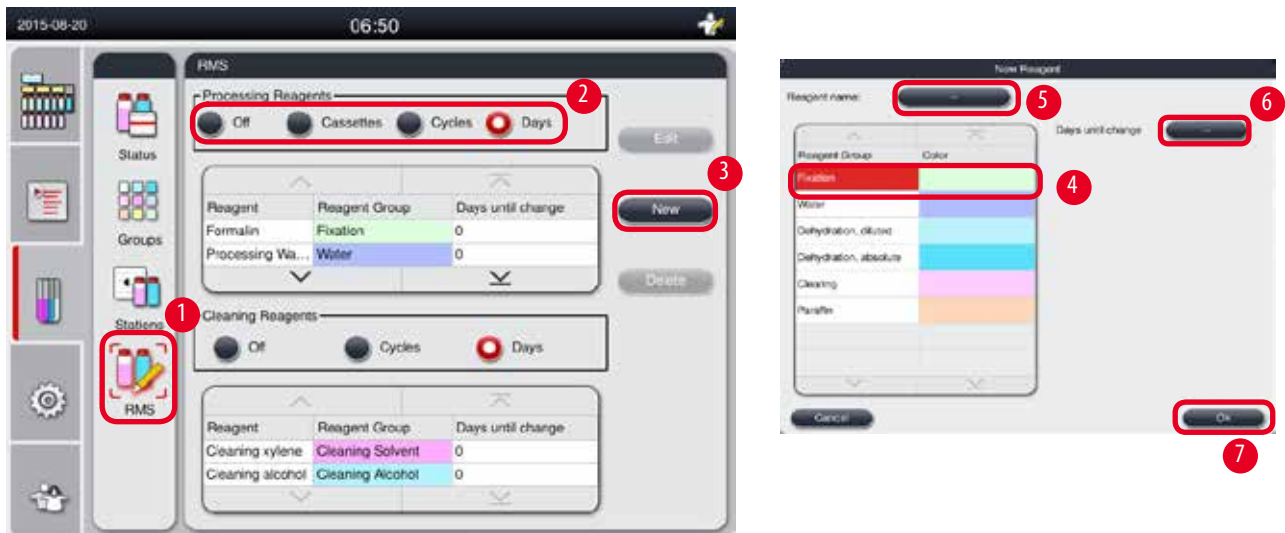 2015-08-20 06:50
RMS
Processing Reagents
2
Off Cassettes Cycles Days
Edit
3
Reagent Reagent Group Days until change
New
Formalin Fixation 0
Processing Wa... Water 0
Delete
Status
Groups
Stations
1
RMS
Cleaning Reagents
Off Cycles Days
Reagent Reagent Group Days until change
Cleaning xylene Cleaning Solvent 0
Cleaning alcohol Cleaning Alcohol 0
New Reagent
Reagent name: --
5
6
Days until change --
Reagent Group Color
Fixation
4
Water
Dehydration, diluted
Dehydration, absolute
Clearing
Paraffin
Cancel Ok
7